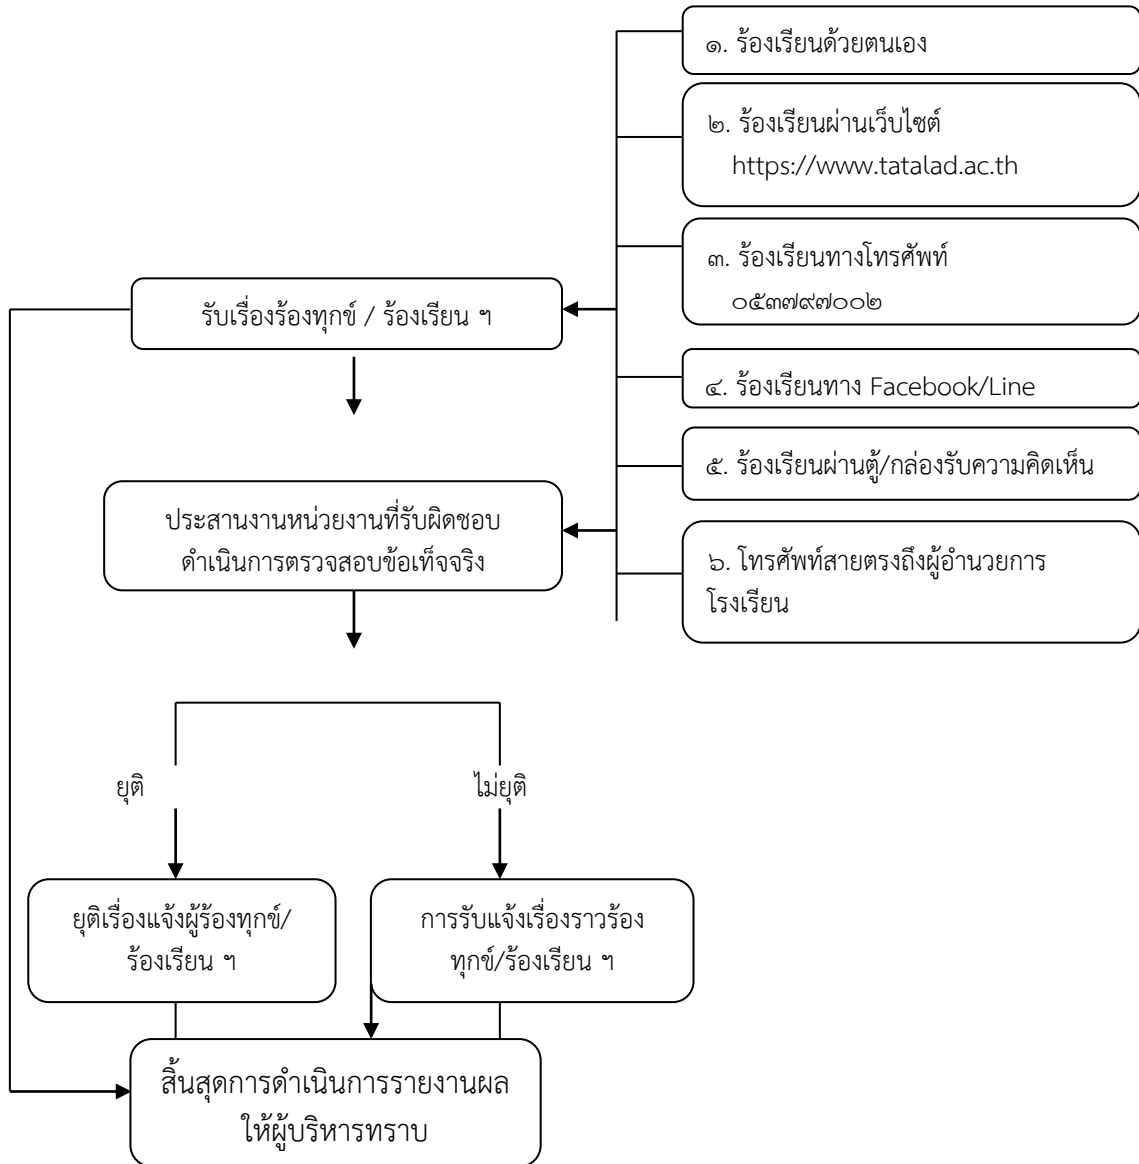 ๑. ร้องเรียนด้วยตนเอง
๒. ร้องเรียนผ่านเว็บไซต์
https://www.tatalad.ac.th
๓. ร้องเรียนทางโทรศัพท์
๐๕๓๗๙๗๐๐๒
รับเรื่องร้องทุกข์ / ร้องเรียน ฯ
๔. ร้องเรียนทาง Facebook/Line
๕. ร้องเรียนผ่านตู้/กล่องรับความคิดเห็น
ประสานงานหน่วยงานที่รับผิดชอบ
ดำเนินการตรวจสอบข้อเท็จจริง
๖. โทรศัพท์สายตรงถึงผู้อำนวยการ
โรงเรียน
ยุติ
ไม่ยุติ
ยุติเรื่องแจ้งผู้ร้องทุกข์/
ร้องเรียน ฯ
การรับแจ้งเรื่องราวร้อง
ทุกข์/ร้องเรียน ฯ
สิ้นสุดการดำเนินการรายงานผล
ให้ผู้บริหารทราบ